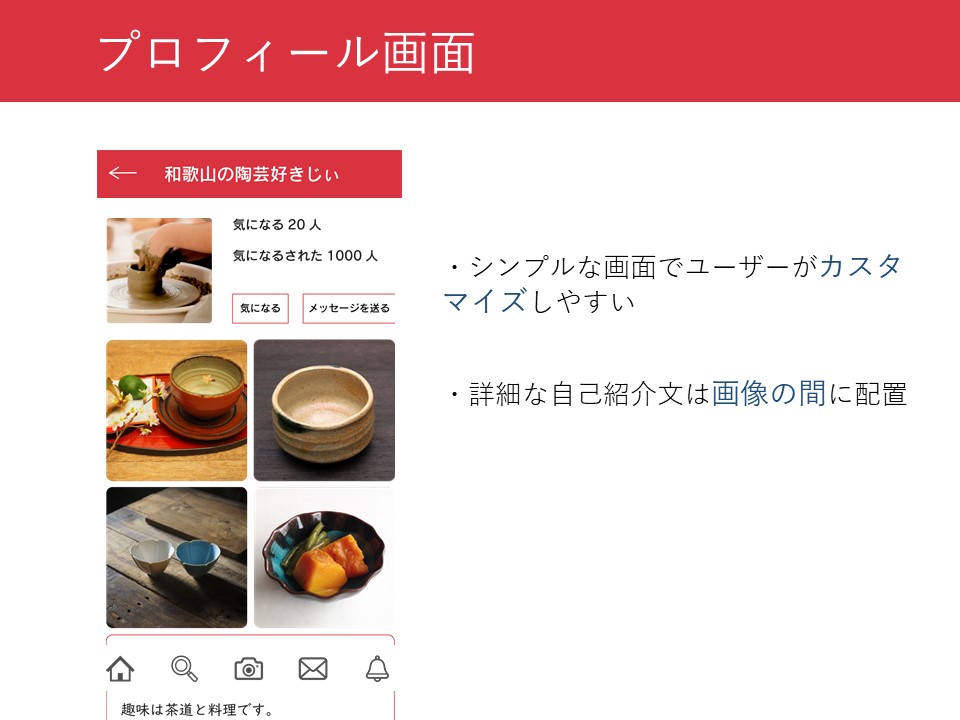 プロフィール画面
和歌山の陶芸好きじぃ
気になる 20 人
気になるされた 1000 人
気になる
メッセージを送る
・シンプルな画面でユーザーがカスタ
マイズしやすい
・詳細な自己紹介文は画像の間に配置
趣味は茶道と料理です。